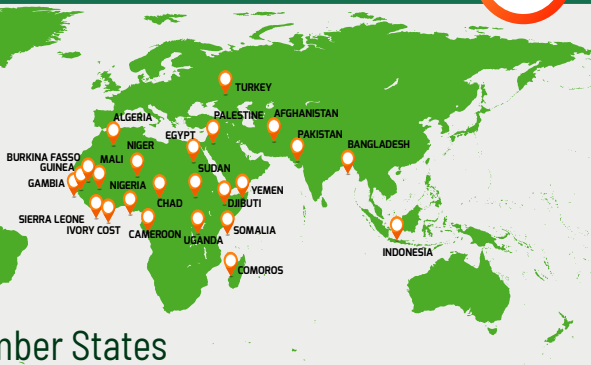 TURKEY
ALGERIA
PALESTINE
AFGHANISTAN
EGYPT
PAKISTAN
NIGER
BANGLADESH
BURKINA FASSO
MALI
GUINEA
SUDAN
GAMBIA
NIGERIA
YEMEN
CHAD
DJIBUTI
SIERRA LEONE
IVORY COST
CAMEROON
UGANDA
SOMALIA
INDONESIA
COMOROS
mber States